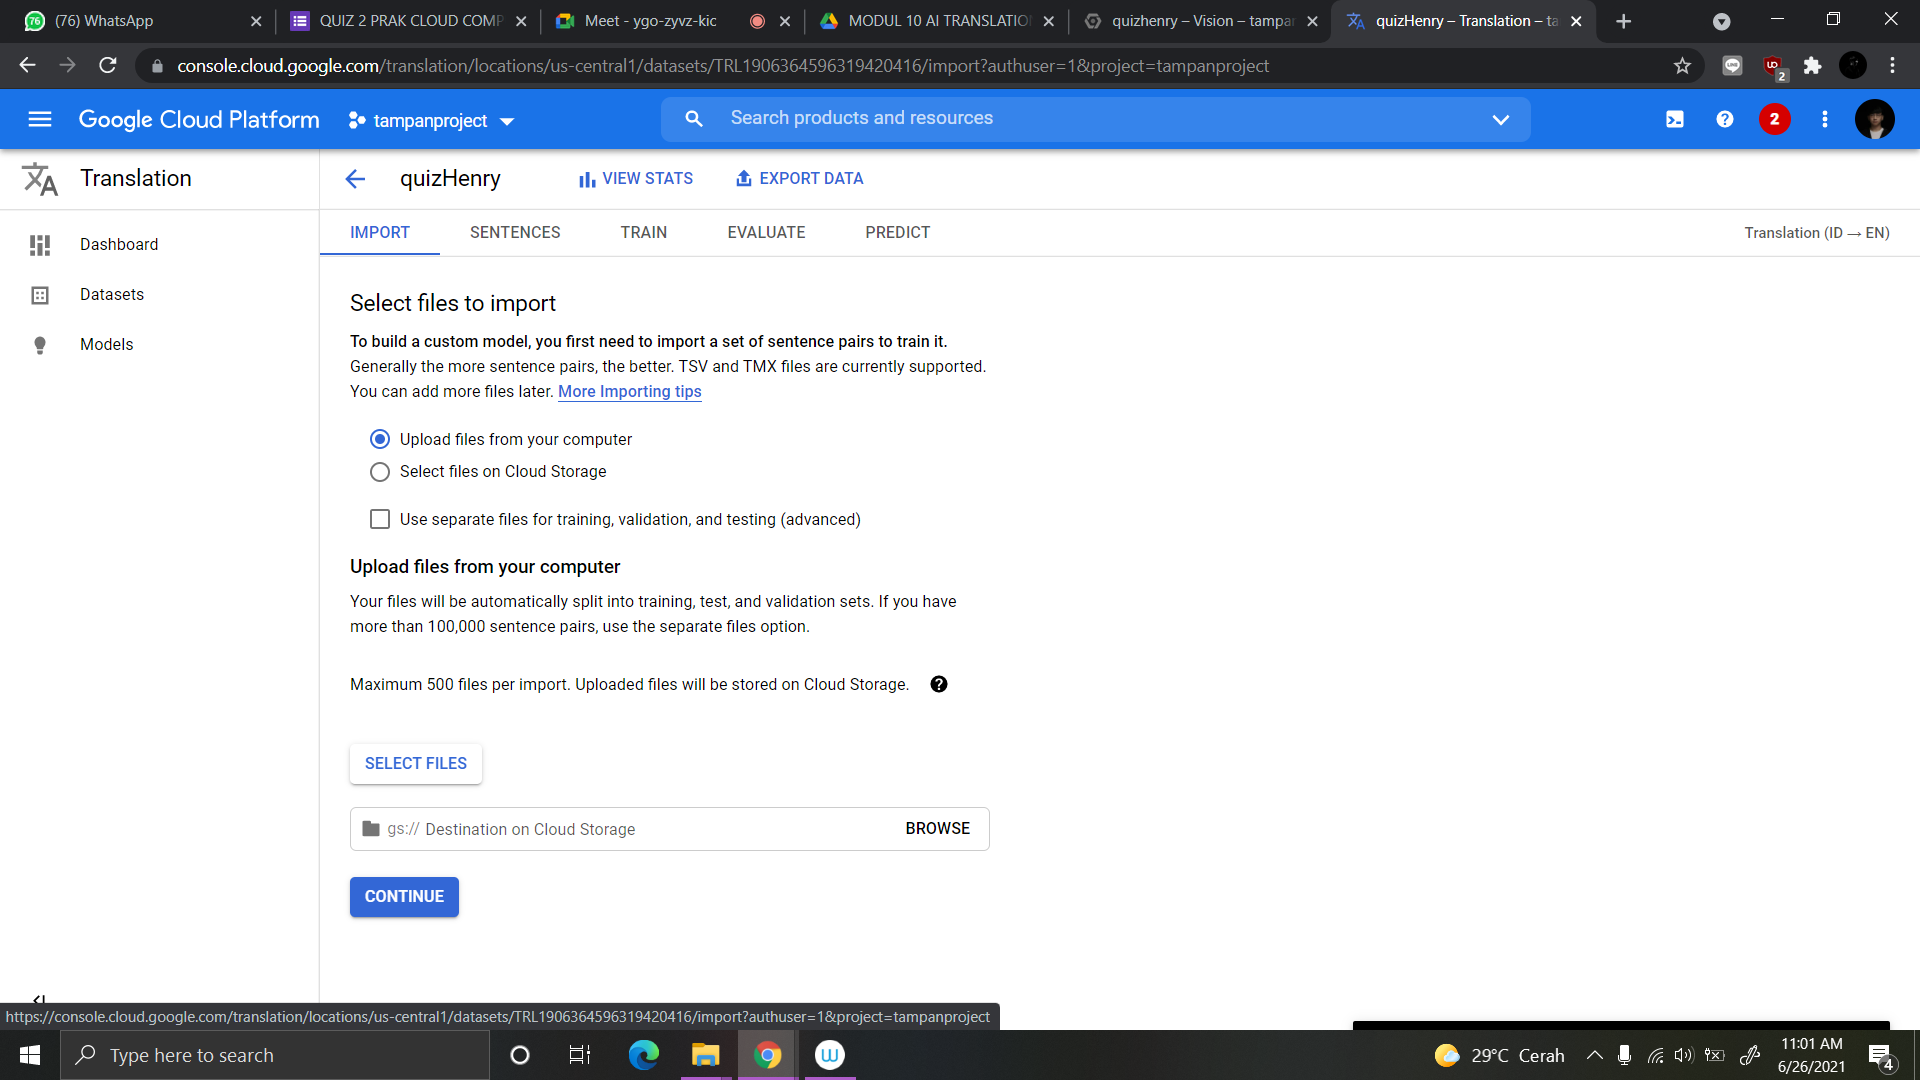 (76) WhatsApp
QUIZ 2 PRAK CLOUD COMP
Meet - ygo-zyvz-kic
MODUL 10 AI TRANSLATIO
quizhenry – Vision – tampan
quizHenry – Translation – ta
console.cloud.google.com/translation/locations/us-central1/datasets/TRL1906364596319420416/import?authuser=1&project=tampanproject
2
Google Cloud Platform
tampanproject
Search products and resources
2
Translation
quizHenry
VIEW STATS
EXPORT DATA
Dashboard
Datasets
Models
IMPORT
SENTENCES
TRAIN
EVALUATE
PREDICT
Translation (ID → EN)
Select files to import
To build a custom model, you first need to import a set of sentence pairs to train it.
Generally the more sentence pairs, the better. TSV and TMX files are currently supported.
You can add more files later. More Importing tips
Upload files from your computer
Select files on Cloud Storage
Use separate files for training, validation, and testing (advanced)
Upload files from your computer
Your files will be automatically split into training, test, and validation sets. If you have
more than 100,000 sentence pairs, use the separate files option.
Maximum 500 files per import. Uploaded files will be stored on Cloud Storage.
SELECT FILES
gs:// Destination on Cloud Storage
BROWSE
CONTINUE
https://console.cloud.google.com/translation/locations/us-central1/datasets/TRL1906364596319420416/import?authuser=1&project=tampanproject
Type here to search
29°C Cerah
11:01 AM
6/26/2021
4